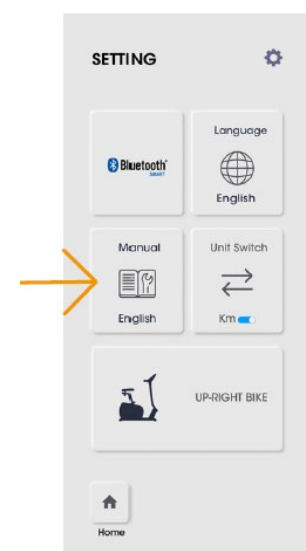 SETTING
Bluetooth
SMART
Language
English
Manual
English
Unit Switch
Km
UP-RIGHT BIKE
Home